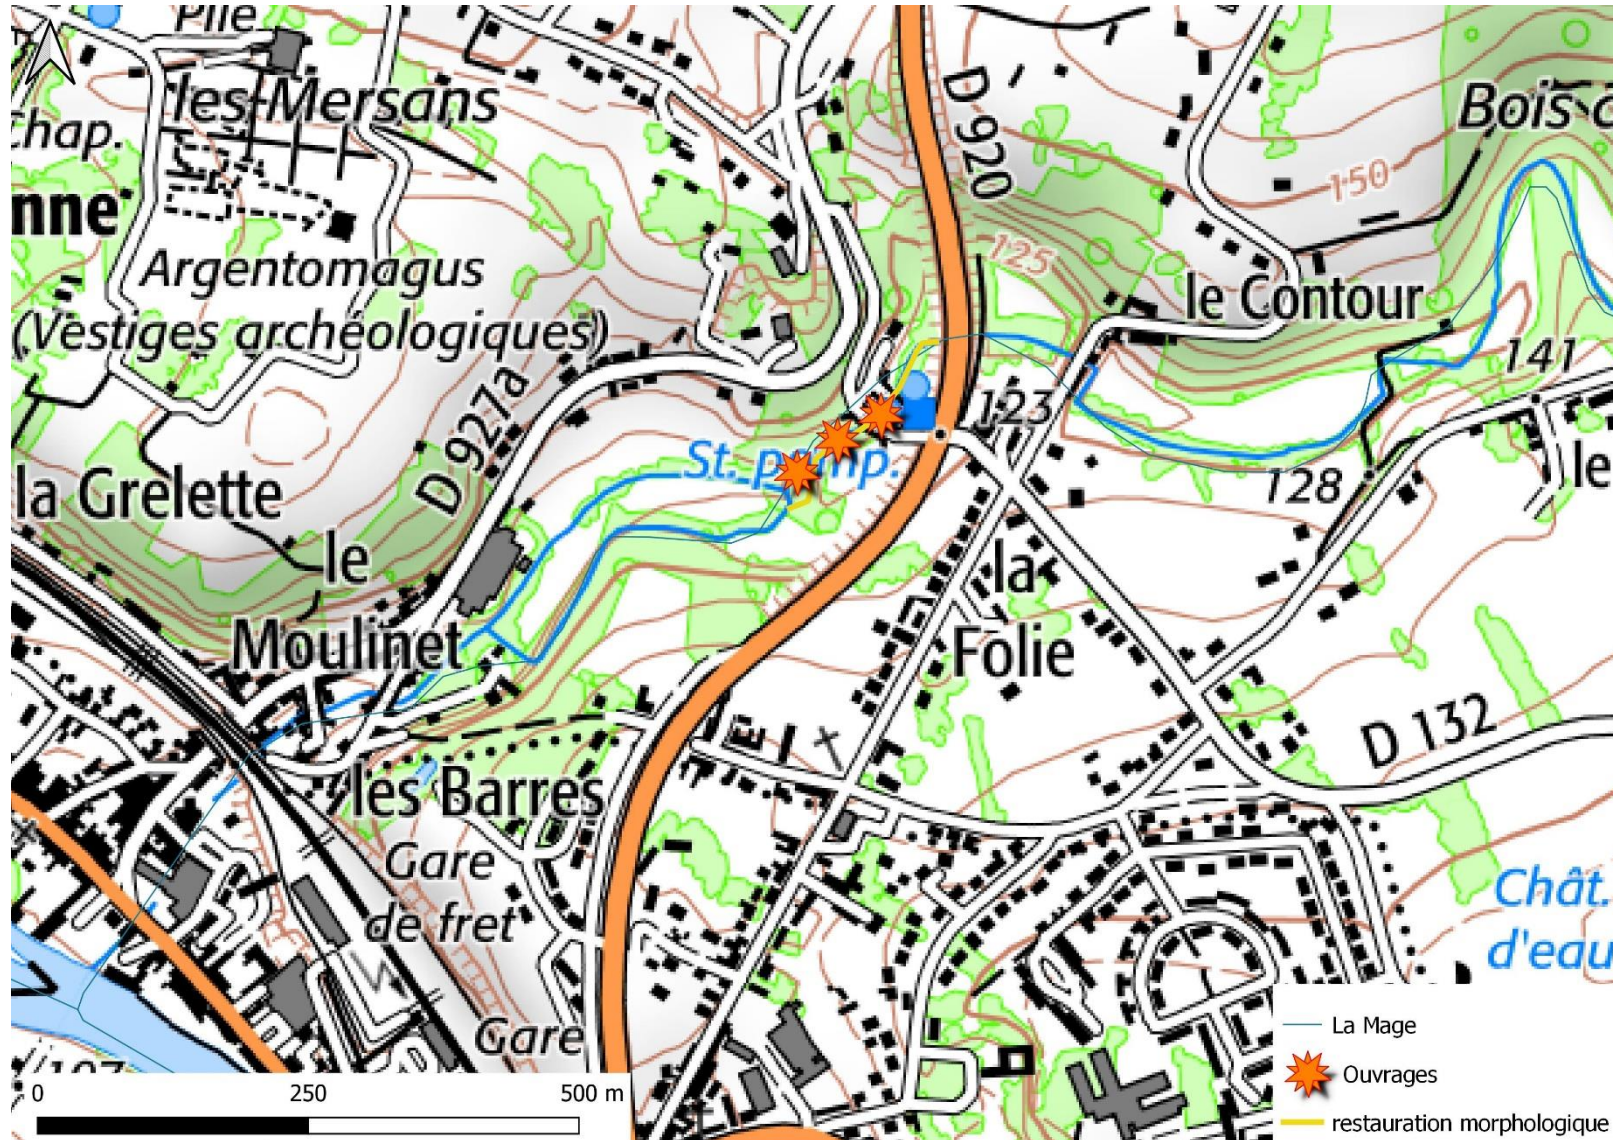 Pile
les Mersans
Chap.
nne
Argentomagus
(Vestiges archéologiques)
D 920
Bois
150
125
le Contour
141
D 927a
123
St. pomp.
la Grelette
128
le
le
Moulinet
la
Folie
D 132
les Barres
Gare
de fret
Chât.
d'eau
Gare
107
0 250 500 m
La Mage
Ouvrages
restauration morphologique